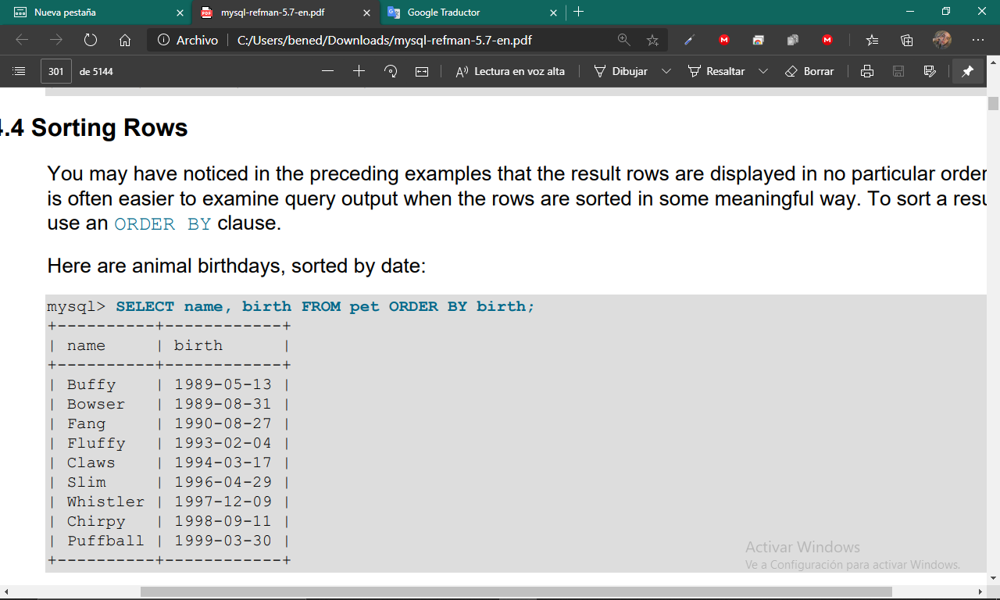 Nueva pestaña
mysql-refman-5.7-en.pdf
Google Traductor
Archivo C:/Users/bened/Downloads/mysql-refman-5.7-en.pdf
301 de 5144
Lectura en voz alta
Dibujar
Resaltar
Borrar
.4 Sorting Rows
You may have noticed in the preceding examples that the result rows are displayed in no particular order
is often easier to examine query output when the rows are sorted in some meaningful way. To sort a resu
use an ORDER BY clause.
Here are animal birthdays, sorted by date:
mysql> SELECT name, birth FROM pet ORDER BY birth;
+----------+------------+
| name     | birth      |
+----------+------------+
| Buffy    | 1989-05-13 |
| Bowser   | 1989-08-31 |
| Fang     | 1990-08-27 |
| Fluffy   | 1993-02-04 |
| Claws    | 1994-03-17 |
| Slim     | 1996-04-29 |
| Whistler | 1997-12-09 |
| Chirpy   | 1998-09-11 |
| Puffball | 1999-03-30 |
+----------+------------+
Activar Windows
Ve a Configuración para activar Windows.